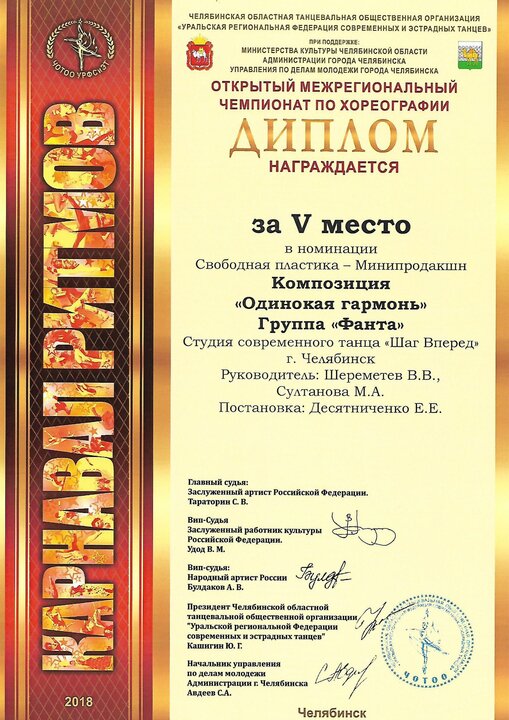 ЧЕЛЯБИНСКАЯ ОБЛАСТНАЯ ТАНЦЕВАЛЬНАЯ ОБЩЕСТВЕННАЯ ОРГАНИЗАЦИЯ
"УРАЛЬСКАЯ РЕГИОНАЛЬНАЯ ФЕДЕРАЦИЯ СОВРЕМЕННЫХ И ЭСТРАДНЫХ ТАНЦЕВ"
ПРИ ПОДДЕРЖКЕ:
МИНИСТЕРСТВА КУЛЬТУРЫ ЧЕЛЯБИНСКОЙ ОБЛАСТИ
АДМИНИСТРАЦИИ ГОРОДА ЧЕЛЯБИНСКА
УПРАВЛЕНИЯ ПО ДЕЛАМ МОЛОДЕЖИ ГОРОДА ЧЕЛЯБИНСКА
ОТКРЫТЫЙ МЕЖРЕГИОНАЛЬНЫЙ
ЧЕМПИОНАТ ПО ХОРЕОГРАФИИ
ДИПЛОМ
НАГРАЖДАЕТСЯ
за V место
в номинации
Свободная пластика – Минипродакшн
Композиция
«Одинокая гармонь»
Группа «Фанта»
Студия современного танца «Шаг Вперед»
г. Челябинск
Руководитель: Шереметев В.В.,
Султанова М.А.
Постановка: Десятниченко Е.Е.
Главный судья:
Заслуженный артист Российской Федерации.
Тараторин С. В.
Вип-Судья
Заслуженный работник культуры
Российской Федерации.
Удод В. М.
Вип-судья:
Народный артист России
Булдаков А. В.
Президент Челябинской областной
танцевальной общественной организации
"Уральской региональной Федерации
современных и эстрадных танцев"
Кашигин Ю. Г.
Начальник управления
по делам молодежи
Администрации г. Челябинска
Авдеев С.А.
Челябинск
ЧОТОО УРФСиЭТ
КАРНАВАЛ РИТМОВ
2018
ЧОТОО